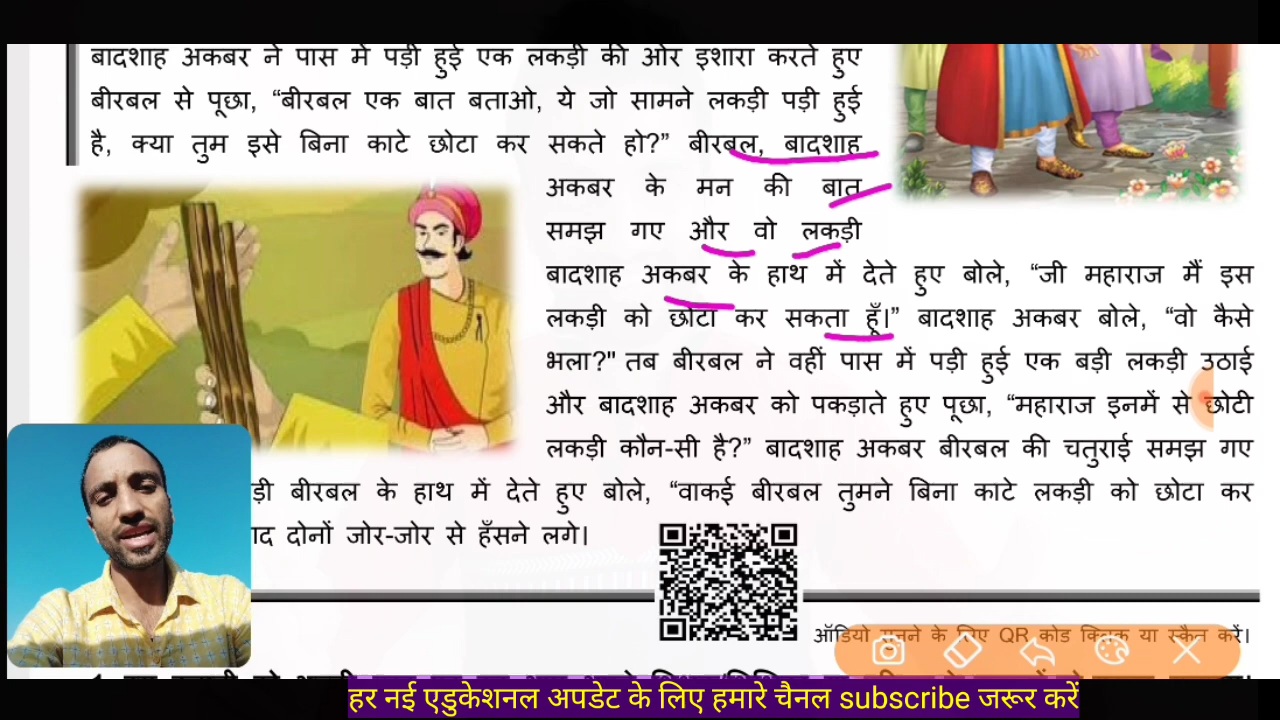 बादशाह अकबर ने पास में पड़ी हुई एक लकड़ी की ओर इशारा करते हुए
बीरबल से पूछा, “बीरबल एक बात बताओ, ये जो सामने लकड़ी पड़ी हुई
है, क्या तुम इसे बिना काटे छोटा कर सकते हो?” बीरबल, बादशाह
अकबर के मन की बात
समझ गए और वो लकड़ी
बादशाह अकबर के हाथ में देते हुए बोले, “जी महाराज मैं इस
लकड़ी को छोटा कर सकता हूँ।” बादशाह अकबर बोले, “वो कैसे
भला?" तब बीरबल ने वहीं पास में पड़ी हुई एक बड़ी लकड़ी उठाई
और बादशाह अकबर को पकड़ाते हुए पूछा, “महाराज इनमें से छोटी
लकड़ी कौन-सी है?” बादशाह अकबर बीरबल की चतुराई समझ गए
बीरबल के हाथ में देते हुए बोले, “वाकई बीरबल तुमने बिना काटे लकड़ी को छोटा कर
दोनों जोर-जोर से हँसने लगे।
ऑडियो सुनने के लिए QR कोड क्लिक या स्कैन करें।
हर नई एडुकेशनल अपडेट के लिए हमारे चैनल subscribe जरूर करें